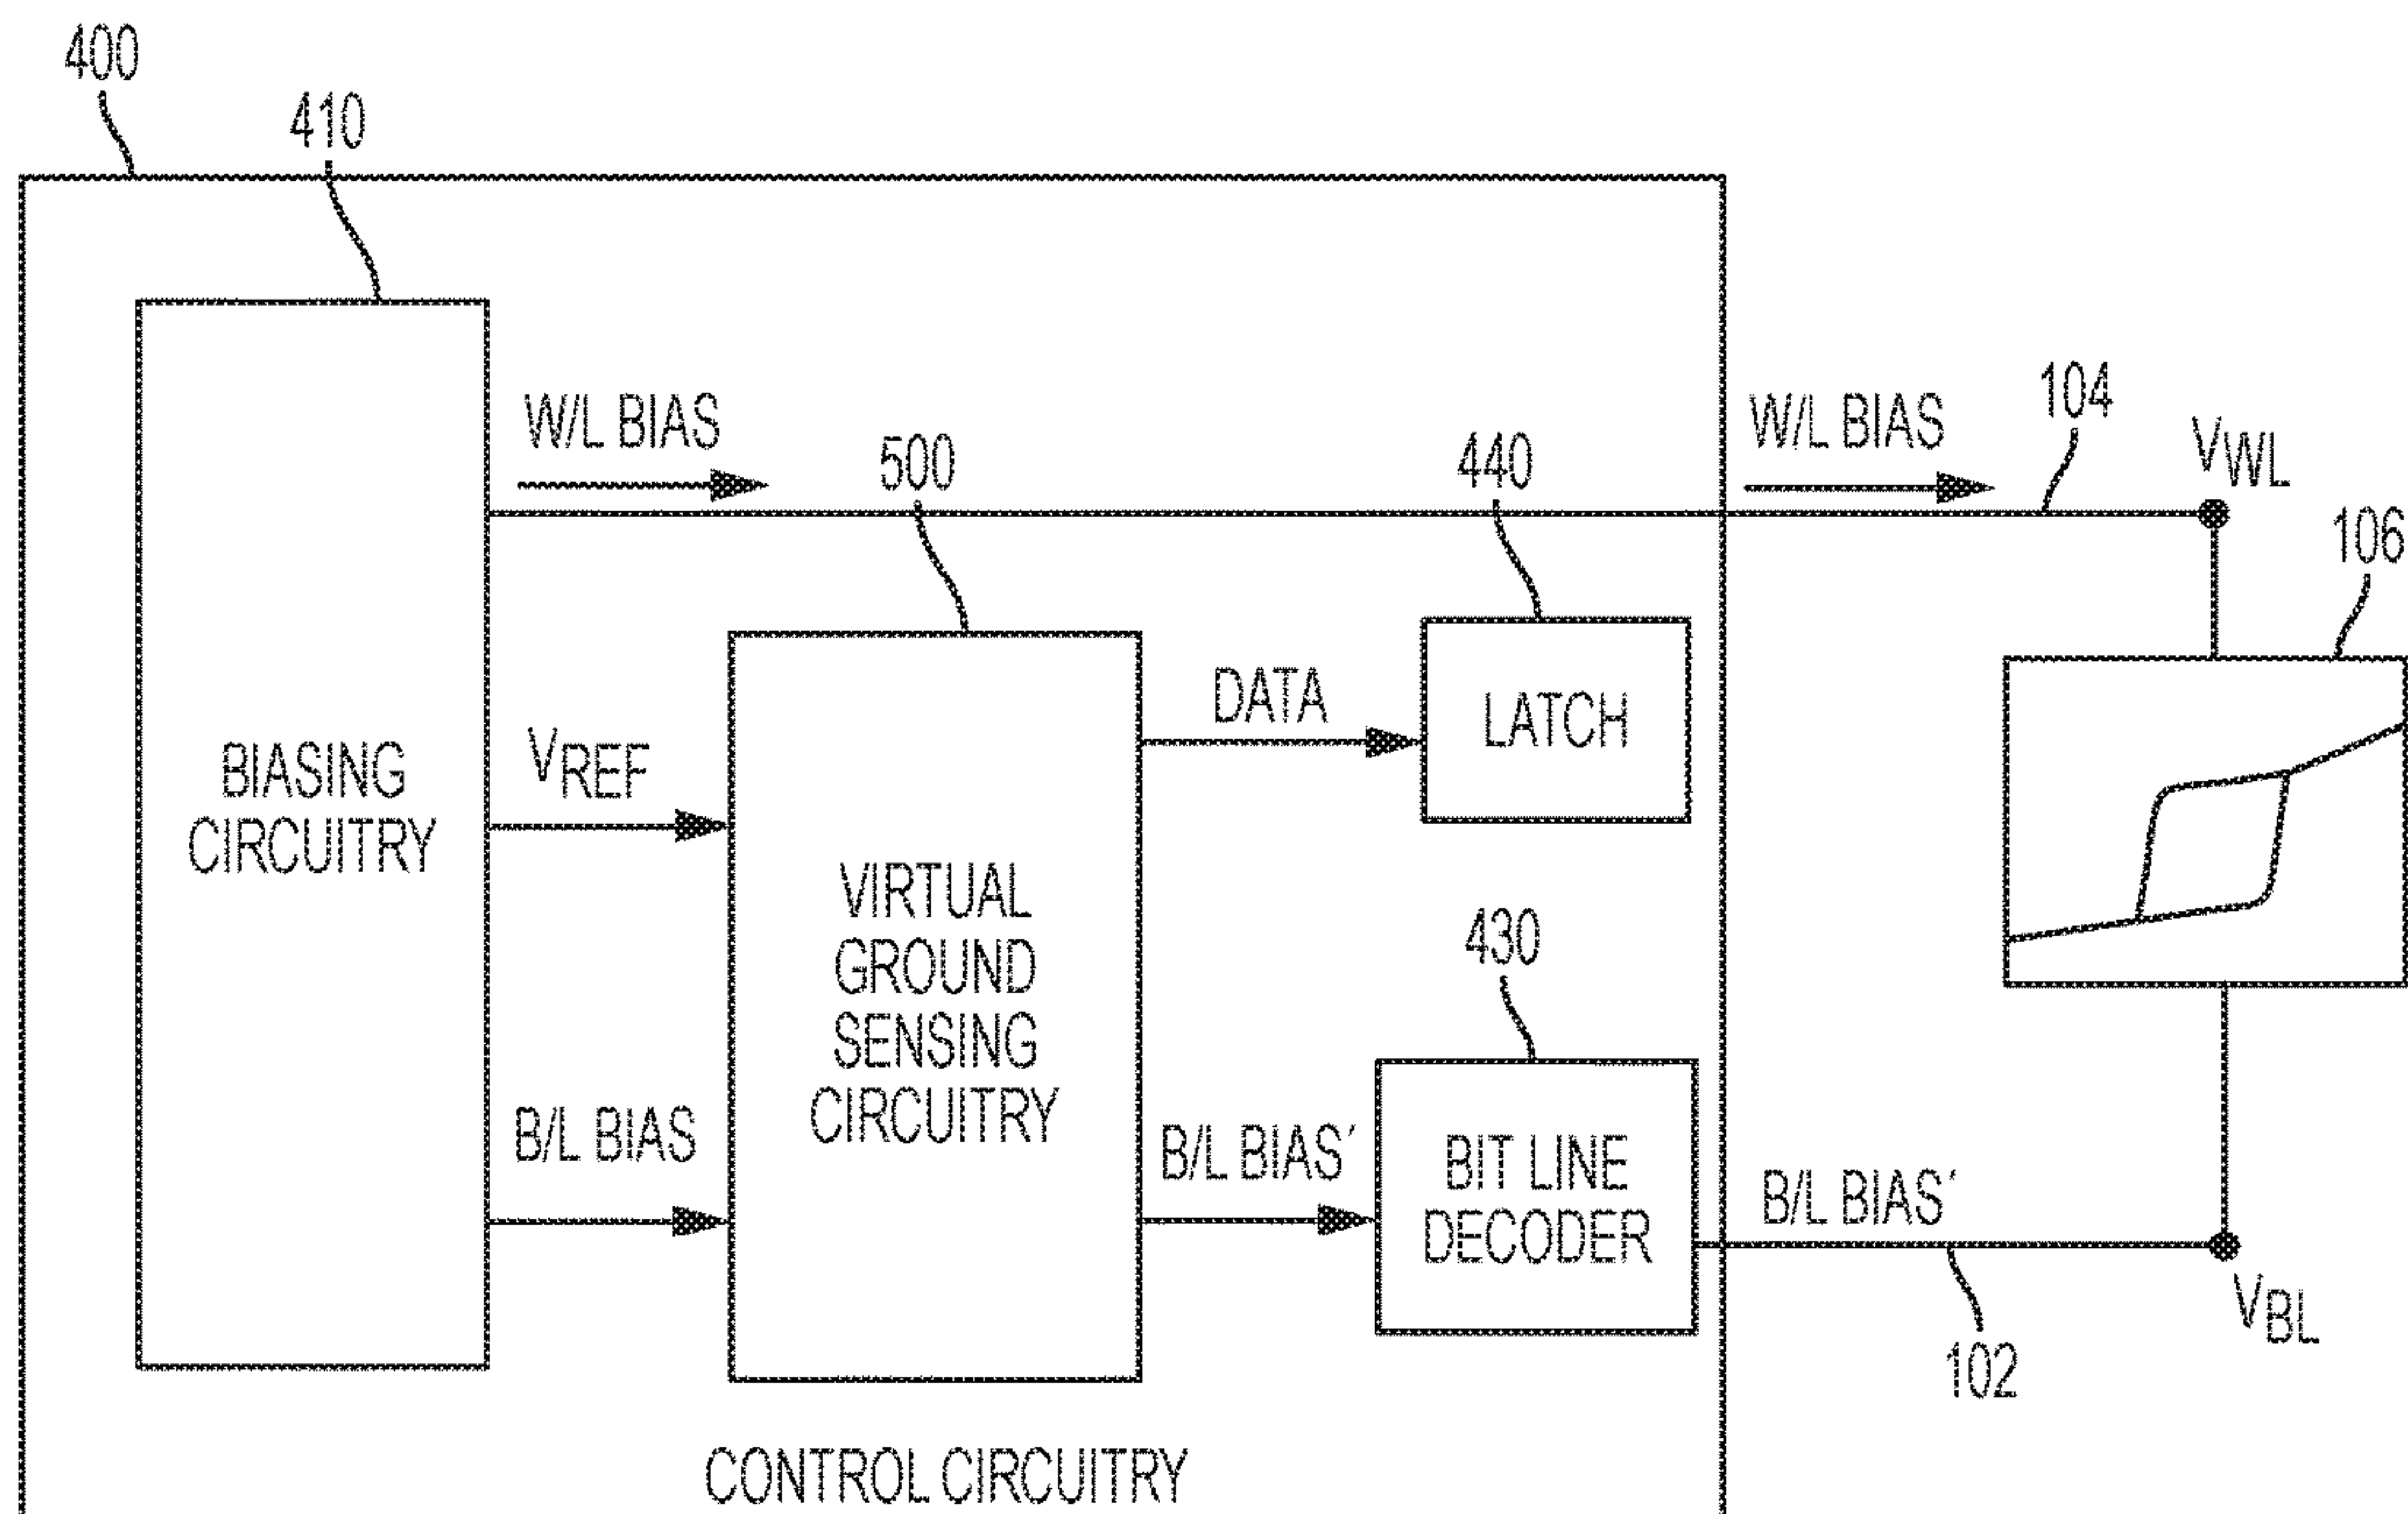 400
410
W/L BIAS
500
440
W/L BIAS
104
VWL
106
BIASING
CIRCUITRY
VREF
DATA
LATCH
VIRTUAL
GROUND
SENSING
CIRCUITRY
430
B/L BIAS
B/L BIAS′
BIT LINE
DECODER
B/L BIAS′
102
VBL
CONTROL CIRCUITRY